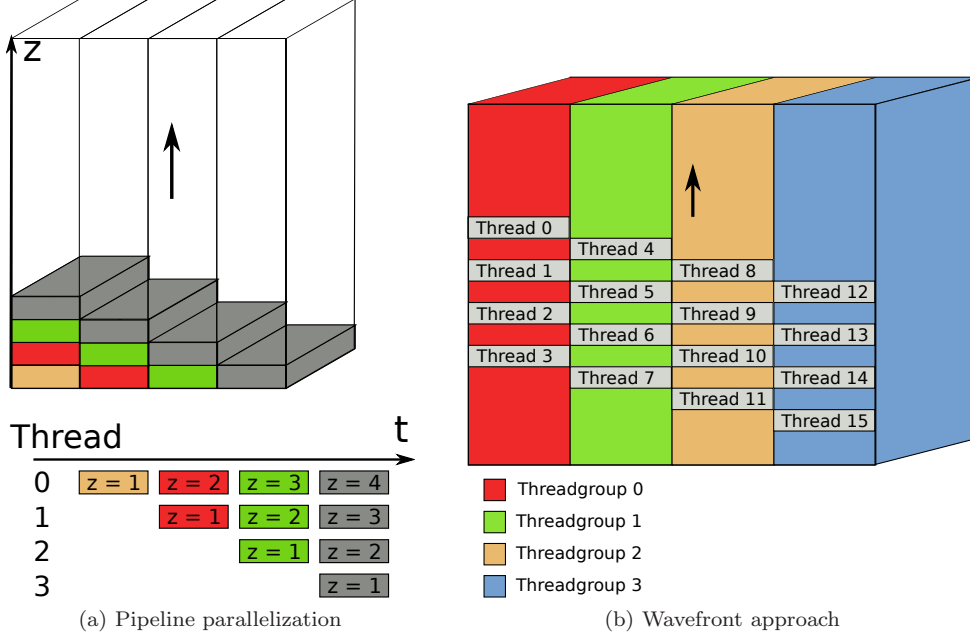 z
Thread
t
0
z = 1
z = 2
z = 3
z = 4
1
z = 1
z = 2
z = 3
2
z = 1
z = 2
3
z = 1
(a) Pipeline parallelization
Thread 0
Thread 4
Thread 1
Thread 8
Thread 5
Thread 12
Thread 2
Thread 9
Thread 6
Thread 13
Thread 3
Thread 10
Thread 7
Thread 14
Thread 11
Thread 15
Threadgroup 0
Threadgroup 1
Threadgroup 2
Threadgroup 3
(b) Wavefront approach